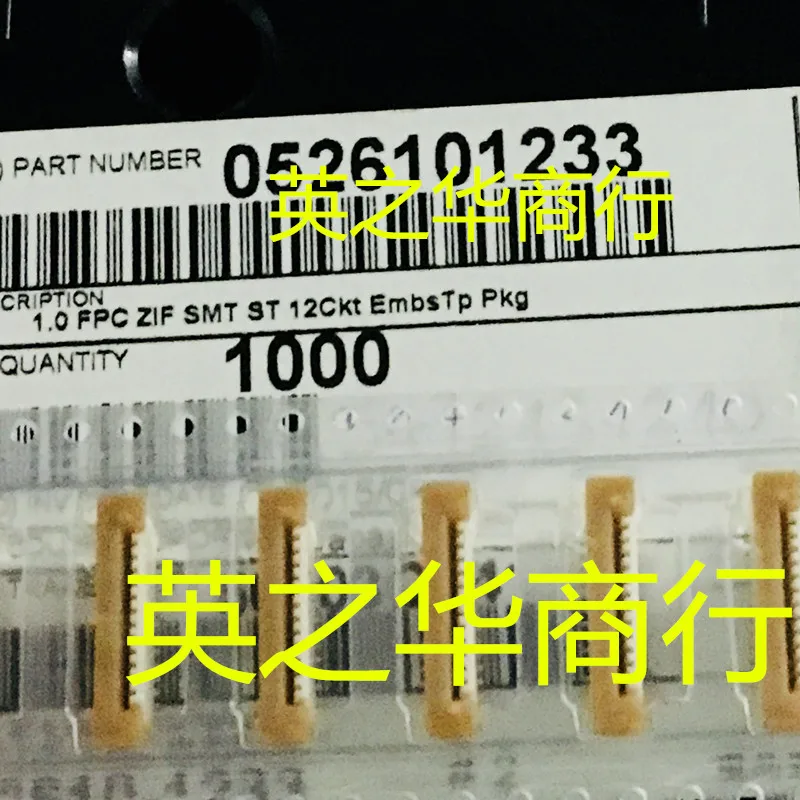 PART NUMBER 0526101233
英之华商行
CRIPTION
1.0 FPC ZIF SMT ST 12Ckt EmbsTp Pkg
QUANTITY 1000
英之华商行